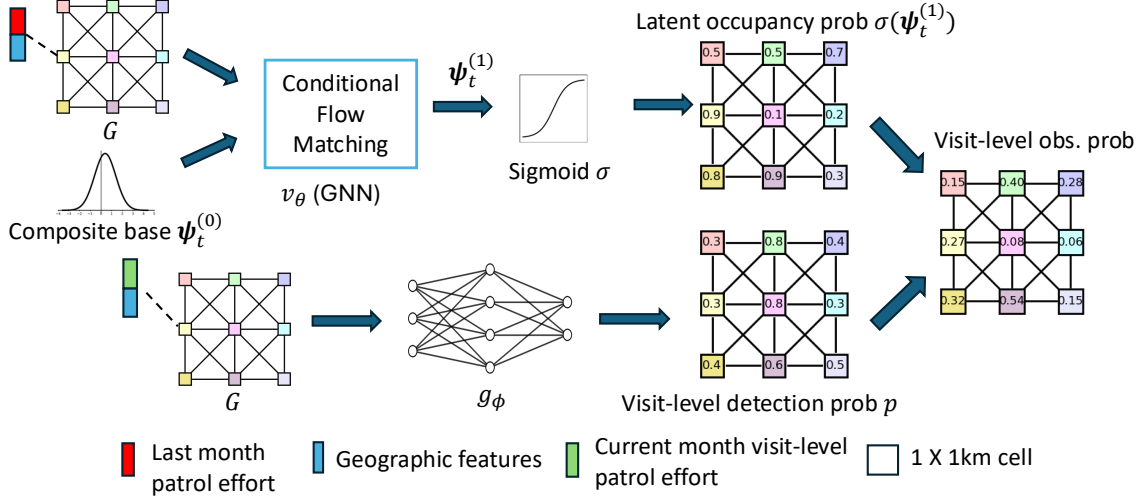 Latent occupancy prob σ(ψ_t^(1))
G
Conditional
Flow
Matching
v_θ (GNN)
ψ_t^(1)
Sigmoid σ
0.5 0.5 0.7
0.9 0.1 0.2
0.8 0.9 0.3
Composite base ψ_t^(0)
Visit-level obs. prob
0.15 0.40 0.28
0.27 0.08 0.06
0.32 0.54 0.15
G
g_ϕ
0.3 0.8 0.4
0.3 0.8 0.3
0.4 0.6 0.5
Visit-level detection prob p
Last month
patrol effort
Geographic features
Current month visit-level
patrol effort
1 X 1km cell